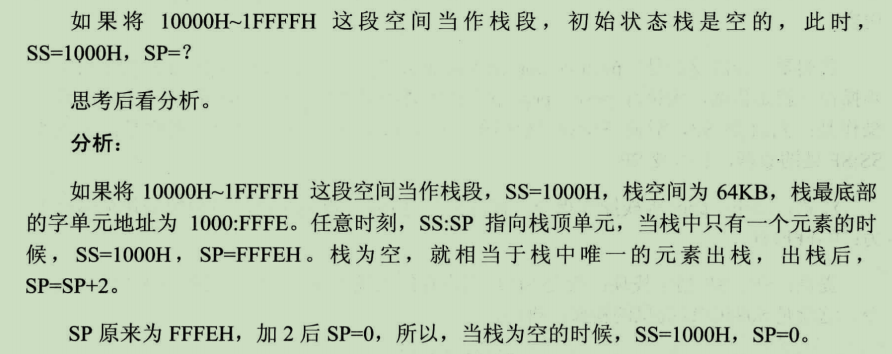 如果将 10000H~1FFFFH 这段空间当作栈段，初始状态栈是空的，此时，
SS=1000H，SP=?
思考后看分析。
分析：
如果将 10000H~1FFFFH 这段空间当作栈段，SS=1000H，栈空间为 64KB，栈最底部
的字单元地址为 1000:FFFE。任意时刻，SS:SP 指向栈顶单元，当栈中只有一个元素的时
候，SS=1000H，SP=FFFEH。栈为空，就相当于栈中唯一的元素出栈，出栈后，
SP=SP+2。
SP 原来为 FFFEH，加 2 后 SP=0，所以，当栈为空的时候，SS=1000H，SP=0。